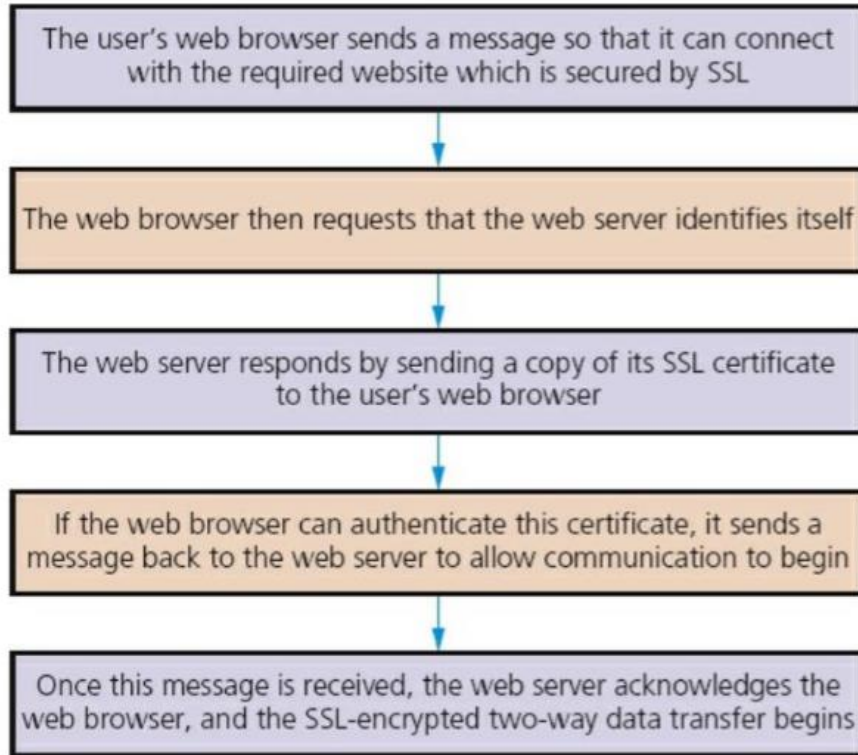 The user’s web browser sends a message so that it can connect
with the required website which is secured by SSL
The web browser then requests that the web server identifies itself
The web server responds by sending a copy of its SSL certificate
to the user’s web browser
If the web browser can authenticate this certificate, it sends a
message back to the web server to allow communication to begin
Once this message is received, the web server acknowledges the
web browser, and the SSL-encrypted two-way data transfer begins